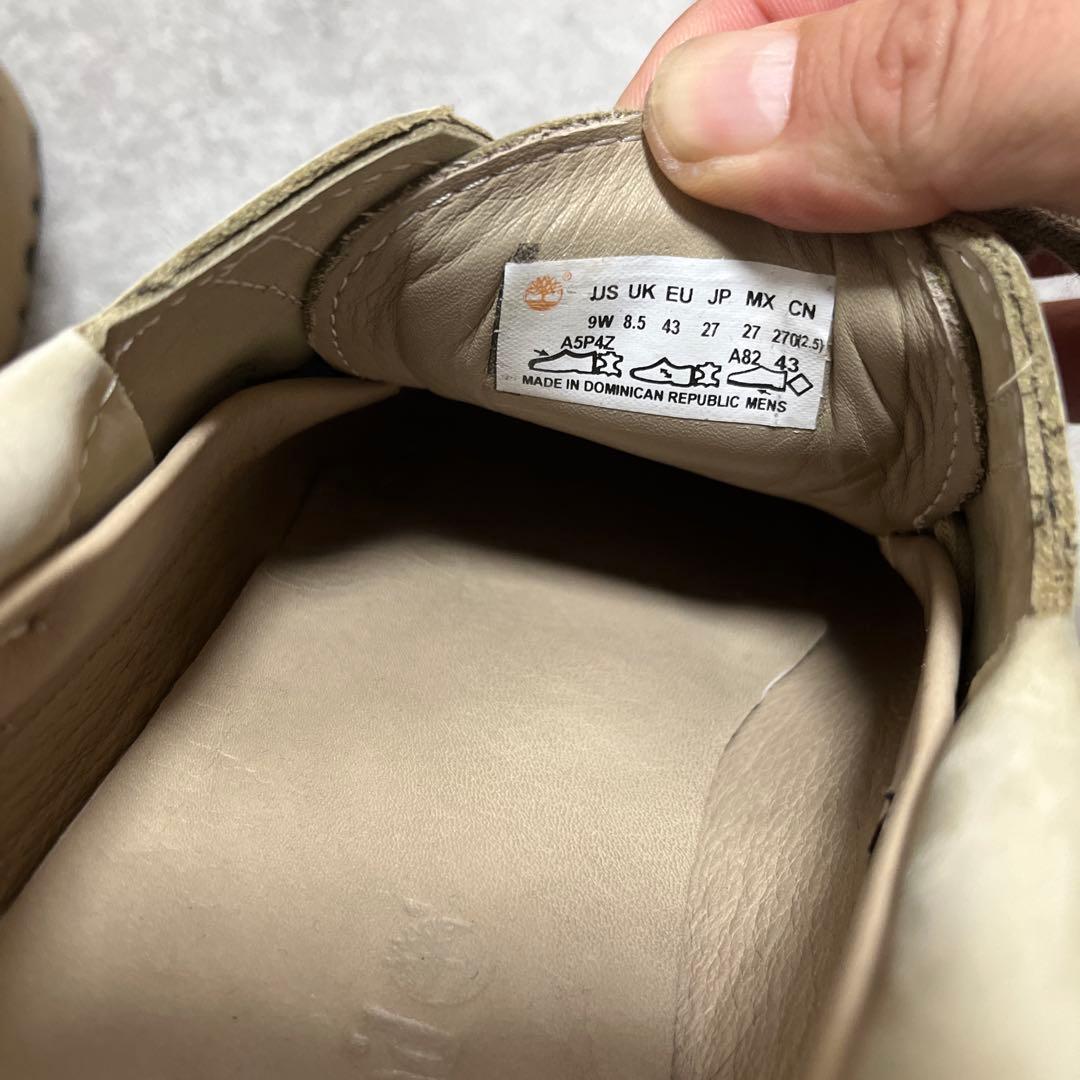 US UK EU JP MX CN
9W 8.5 43 27 27 270(2.5)
A5P4Z A82 43
MADE IN DOMINICAN REPUBLIC MENS